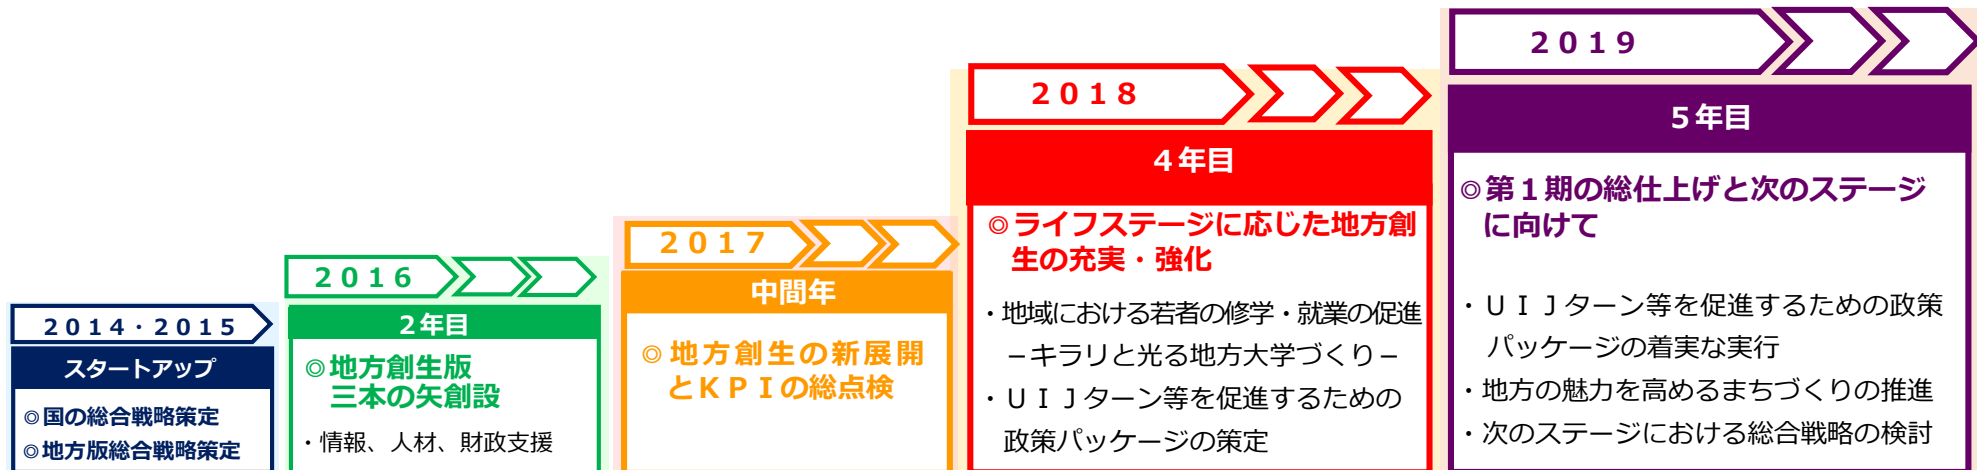 ２０１４・２０１５
スタートアップ
◎国の総合戦略策定
◎地方版総合戦略策定
２０１６
２年目
◎地方創生版
三本の矢創設
・情報、人材、財政支援
２０１７
中間年
◎地方創生の新展開
とＫＰＩの総点検
２０１８
４年目
◎ライフステージに応じた地方創
生の充実・強化
・地域における若者の修学・就業の促進
－キラリと光る地方大学づくり－
・ＵＩＪターン等を促進するための
政策パッケージの策定
２０１９
５年目
◎第１期の総仕上げと次のステージ
に向けて
・ＵＩＪターン等を促進するための政策
パッケージの着実な実行
・地方の魅力を高めるまちづくりの推進
・次のステージにおける総合戦略の検討